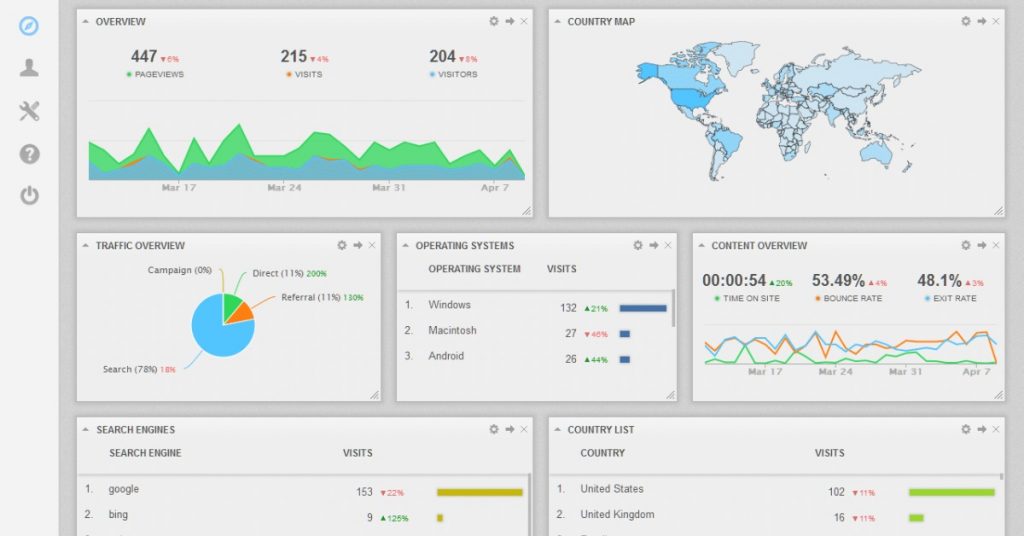 OVERVIEW
447 ▼6%
PAGEVIEWS
215 ▼4%
VISITS
204 ▼8%
VISITORS
Mar 17 Mar 24 Mar 31 Apr 7
COUNTRY MAP
TRAFFIC OVERVIEW
Campaign (0%)
Direct (11%) 200%
Referral (11%) 130%
Search (78%) 18%
OPERATING SYSTEMS
OPERATING SYSTEM VISITS
1. Windows 132 ▲21%
2. Macintosh 27 ▼46%
3. Android 26 ▲44%
CONTENT OVERVIEW
00:00:54 ▲20%
TIME ON SITE
53.49% ▲4%
BOUNCE RATE
48.1% ▲3%
EXIT RATE
Mar 17 Mar 24 Mar 31 Apr 7
SEARCH ENGINES
SEARCH ENGINE VISITS
1. google 153 ▼22%
2. bing 9 ▲125%
COUNTRY LIST
COUNTRY VISITS
1. United States 102 ▼11%
2. United Kingdom 16 ▼11%